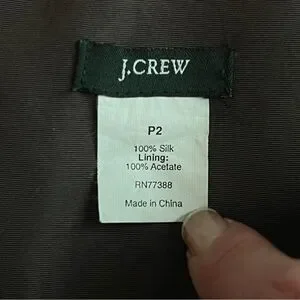 J.CREW
P2
100% Silk
Lining:
100% Acetate
RN77388
Made in China